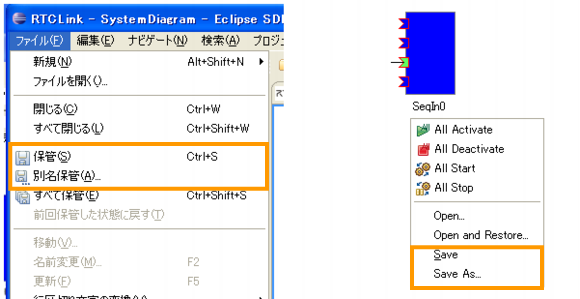 RTCLink - SystemDiagram - Eclipse SD
ファイル(F) 編集(E) ナビゲート(N) 検索(A) プロジ
新規(N) Alt+Shift+N
ファイルを開く(.)...
閉じる(C) Ctrl+W
すべて閉じる(L) Ctrl+Shift+W
保管(S) Ctrl+S
別名保管(A)...
すべて保管(E) Ctrl+Shift+S
前回保管した状態に戻す(T)
移動(V)...
名前変更(M)... F2
更新(F) F5
SeqIn0
All Activate
All Deactivate
All Start
All Stop
Open...
Open and Restore...
Save
Save As...